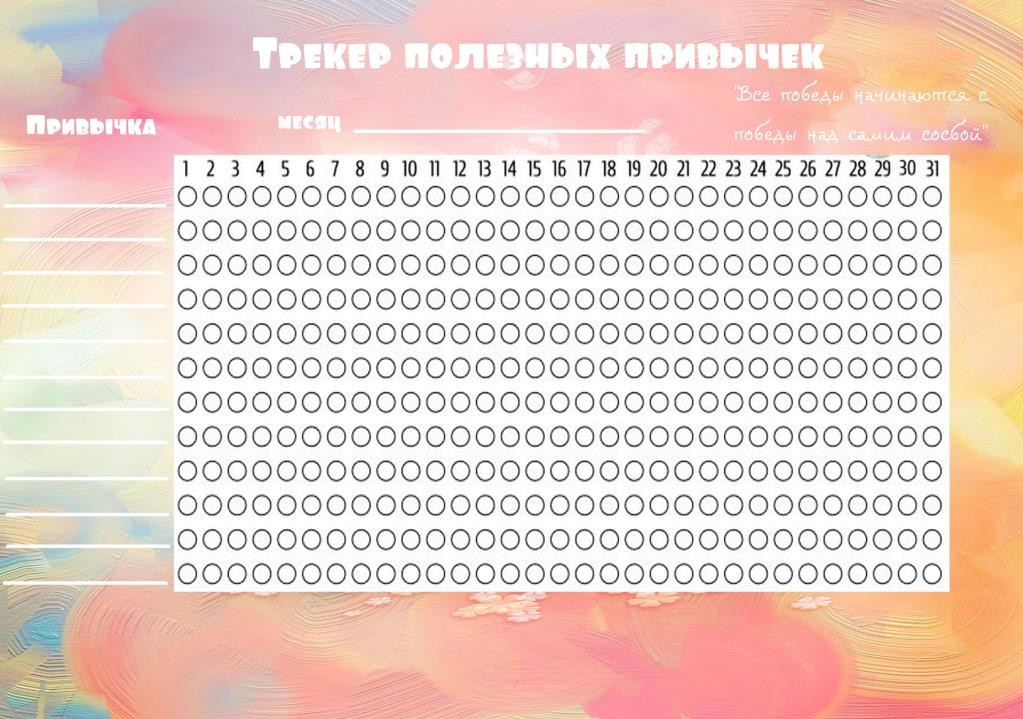 Трекер полезных привычек
"Все победы начинаются с
победы над самим сосбой"
Привычка
месяц
1 2 3 4 5 6 7 8 9 10 11 12 13 14 15 16 17 18 19 20 21 22 23 24 25 26 27 28 29 30 31